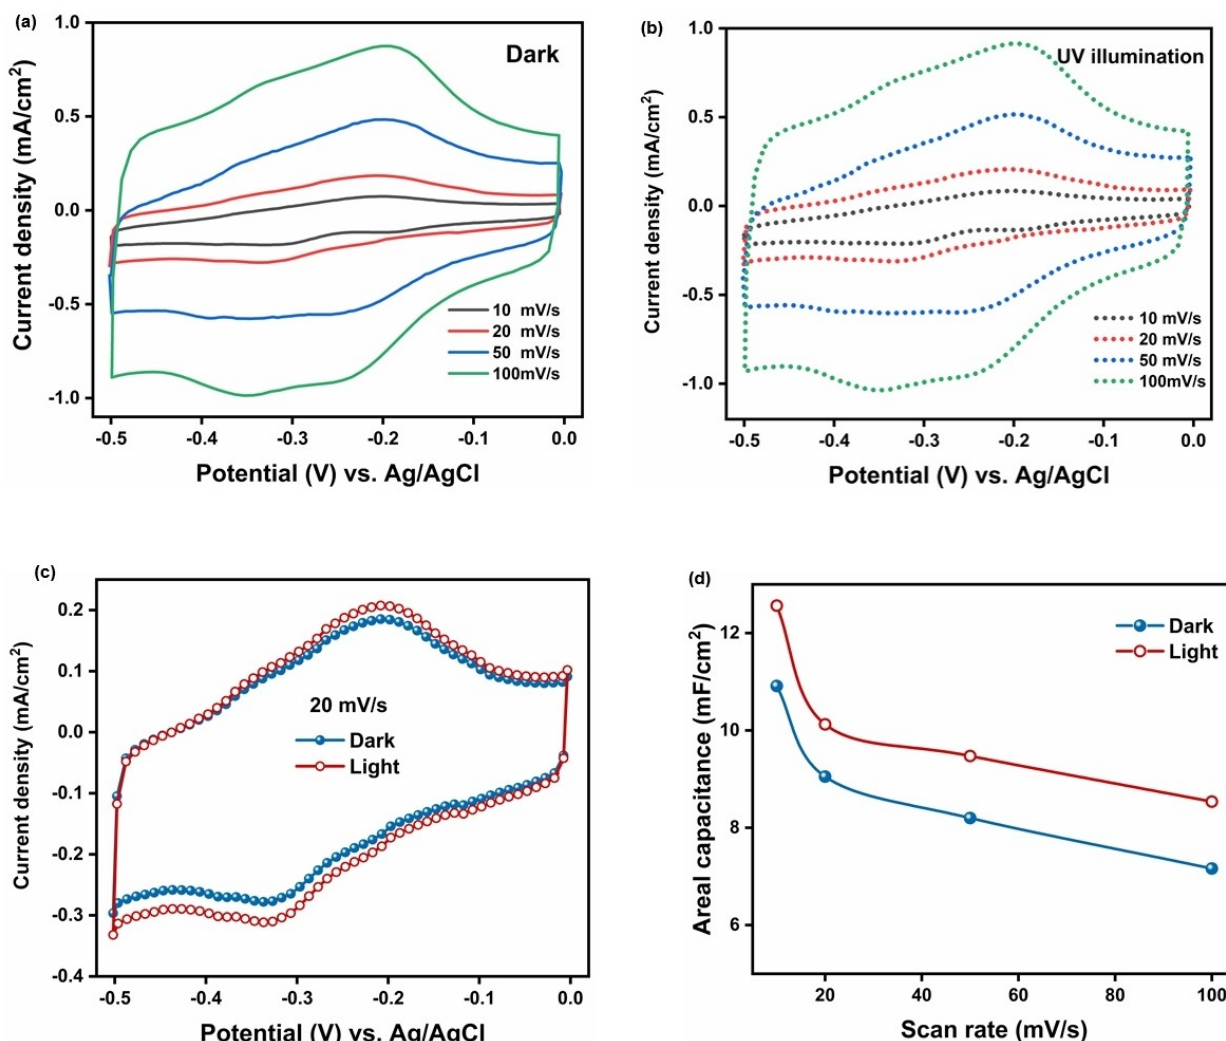 (a)
Dark
Current density (mA/cm²)
1.0
0.5
0.0
-0.5
-1.0
10 mV/s
20 mV/s
50 mV/s
100mV/s
-0.5 -0.4 -0.3 -0.2 -0.1 0.0
Potential (V) vs. Ag/AgCl
(b)
UV illumination
Current density (mA/cm²)
1.0
0.5
0.0
-0.5
-1.0
10 mV/s
20 mV/s
50 mV/s
100mV/s
-0.5 -0.4 -0.3 -0.2 -0.1 0.0
Potential (V) vs. Ag/AgCl
(c)
Current density (mA/cm²)
0.2
0.1
0.0
-0.1
-0.2
-0.3
-0.4
20 mV/s
Dark
Light
-0.5 -0.4 -0.3 -0.2 -0.1 0.0
Potential (V) vs. Ag/AgCl
(d)
Areal capacitance (mF/cm²)
12
10
8
6
Dark
Light
20 40 60 80 100
Scan rate (mV/s)